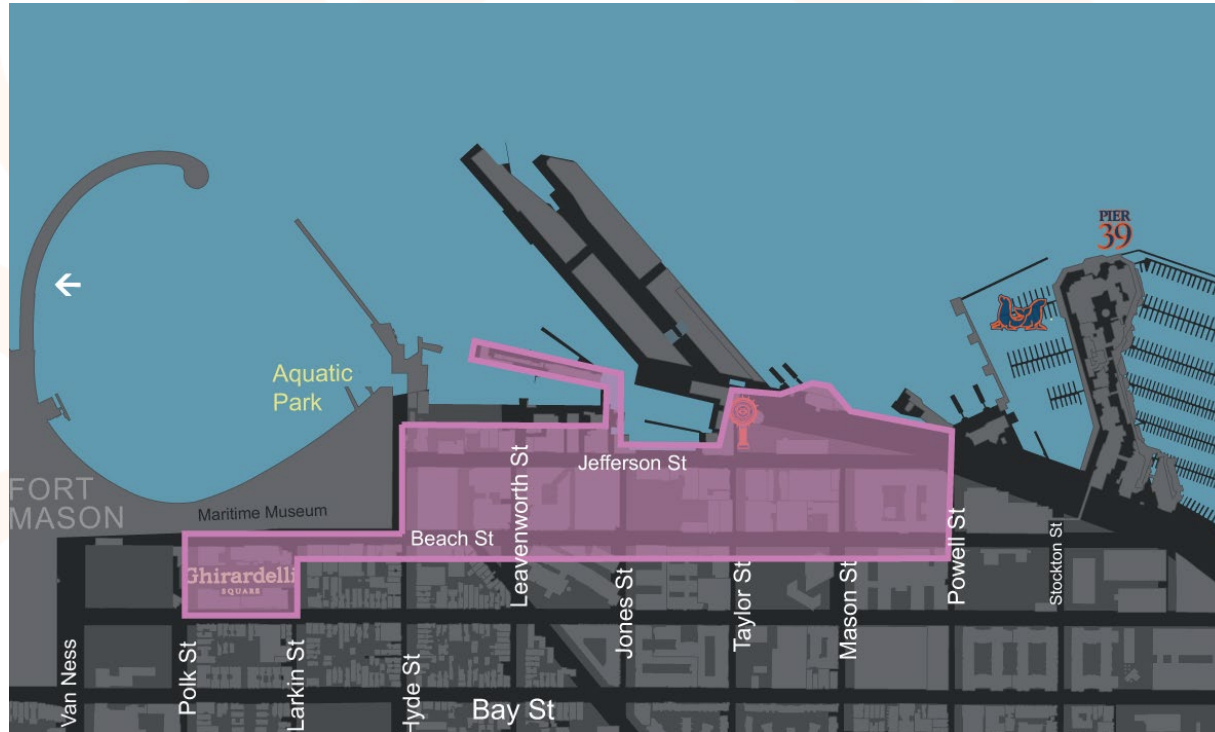 PIER
39
Aquatic
Park
FORT
MASON
Maritime Museum
Jefferson St
Beach St
Ghirardelli
SQUARE
Leavenworth St
Jones St
Taylor St
Mason St
Powell St
Stockton St
Van Ness
Polk St
Larkin St
Hyde St
Bay St